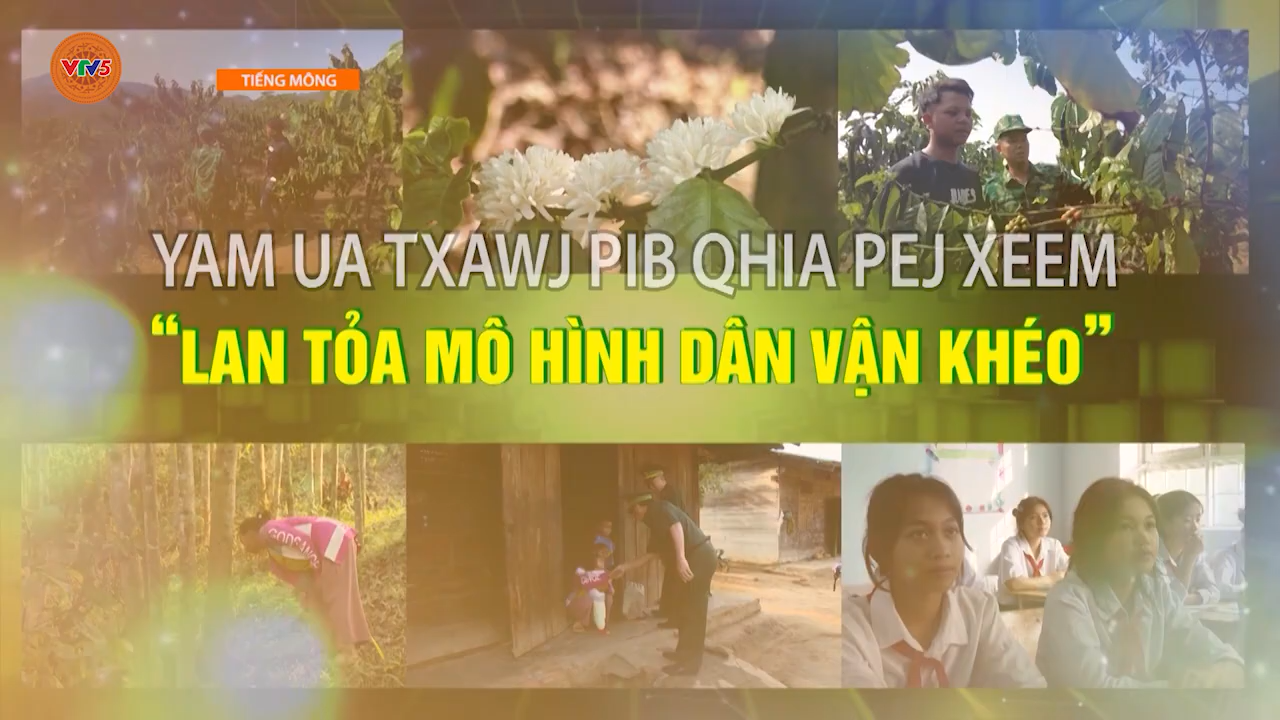 VTV5
TIẾNG MÔNG
YAM UA TXAWJ PIB QHIA PEJ XEEM
“LAN TỎA MÔ HÌNH DÂN VẬN KHÉO”